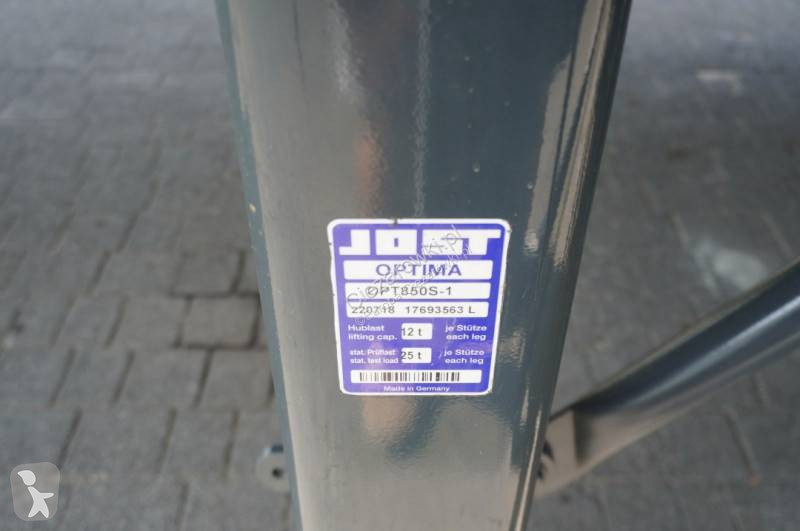 JOST
OPTIMA
OPT850S-1
220718 17693563 L
Hublast 12 t je Stütze
lifting cap. each leg
stat. Prüflast 25 t je Stütze
stat. test load each leg
Made in Germany